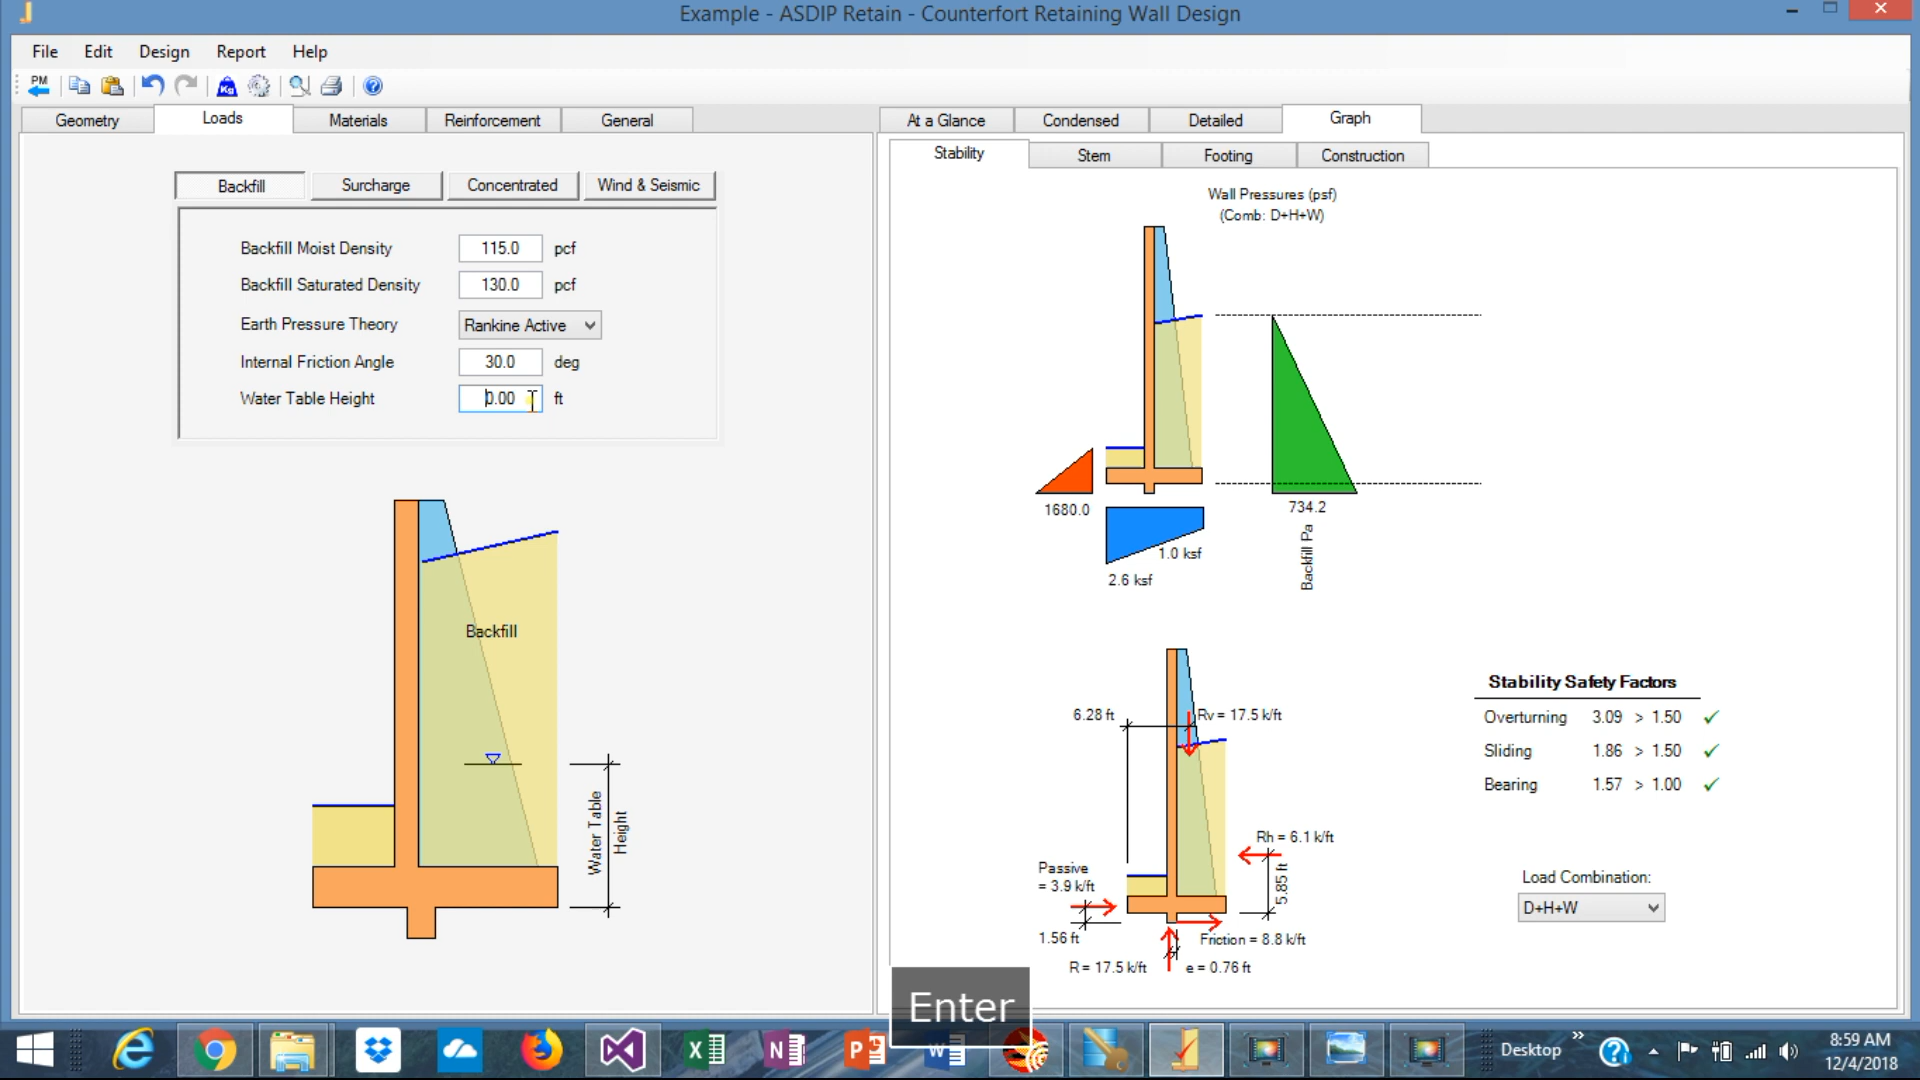 Example - ASDIP Retain - Counterfort Retaining Wall Design
File Edit Design Report Help
PM Kg
Geometry Loads Materials Reinforcement General
At a Glance Condensed Detailed Graph
Stability Stem Footing Construction
Backfill Surcharge Concentrated Wind & Seismic
Backfill Moist Density 115.0 pcf
Backfill Saturated Density 130.0 pcf
Earth Pressure Theory Rankine Active
Internal Friction Angle 30.0 deg
Water Table Height 0.00 ft
Backfill
Water Table
Height
Wall Pressures (psf)
(Comb: D+H+W)
1680.0
734.2
Backfill Pa
1.0 ksf
2.6 ksf
6.28 ft
Rv = 17.5 k/ft
Rh = 6.1 k/ft
5.85 ft
Passive
= 3.9 k/ft
1.56 ft
Friction = 8.8 k/ft
R = 17.5 k/ft
e = 0.76 ft
Stability Safety Factors
Overturning 3.09 > 1.50 ✓
Sliding 1.86 > 1.50 ✓
Bearing 1.57 > 1.00 ✓
Load Combination:
D+H+W
Enter
Desktop
8:59 AM
12/4/2018